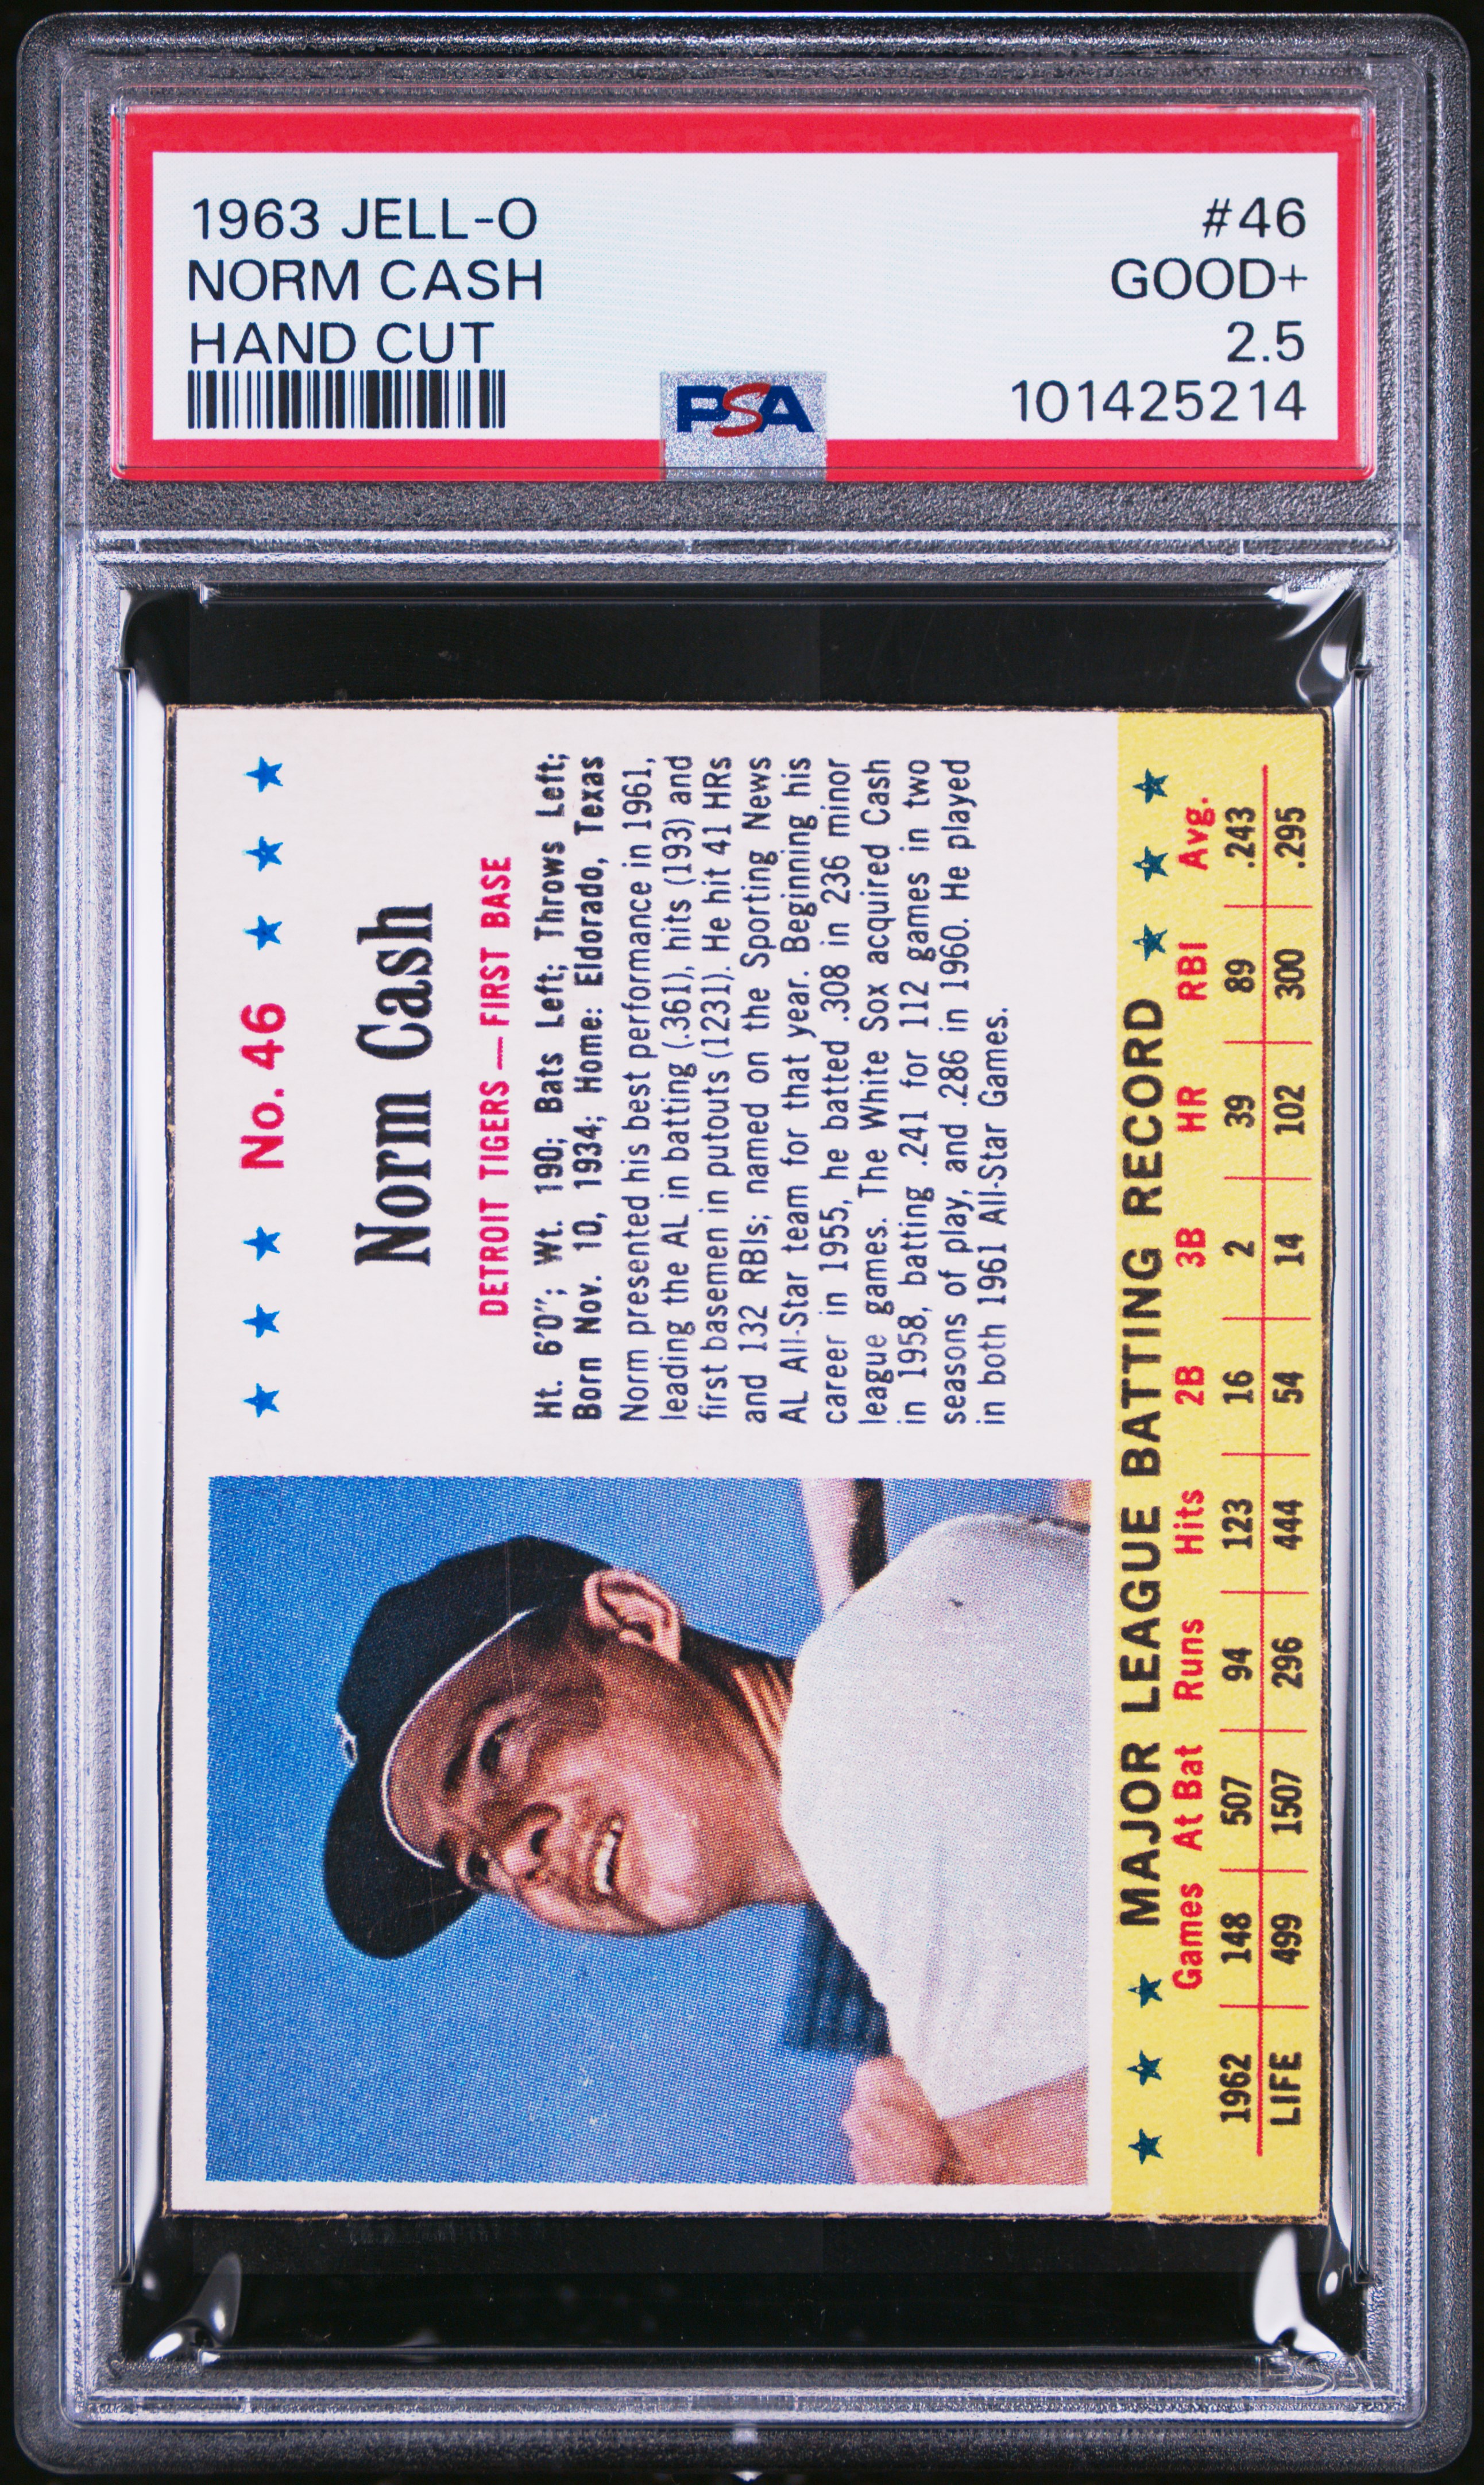 1963 JELL-O #46
NORM CASH GOOD+
HAND CUT 2.5
PSA 101425214
★ ★ ★ No. 46 ★ ★ ★
Norm Cash
DETROIT TIGERS — FIRST BASE
Ht. 6'0"; Wt. 190; Bats Left; Throws Left;
Born Nov. 10, 1934; Home: Eldorado, Texas
Norm presented his best performance in 1961,
leading the AL in batting (.361), hits (193) and
first basemen in putouts (1231). He hit 41 HRs
and 132 RBIs; named on the Sporting News
AL All-Star team for that year. Beginning his
career in 1955, he batted .308 in 236 minor
league games. The White Sox acquired Cash
in 1958, batting .241 for 112 games in two
seasons of play, and .286 in 1960. He played
in both 1961 All-Star Games.
★ ★ ★ MAJOR LEAGUE BATTING RECORD ★ ★ ★
Games At Bat Runs Hits 2B 3B HR RBI Avg.
1962 148 507 94 123 16 2 39 89 .243
LIFE 499 1507 296 444 54 14 102 300 .295
PSA